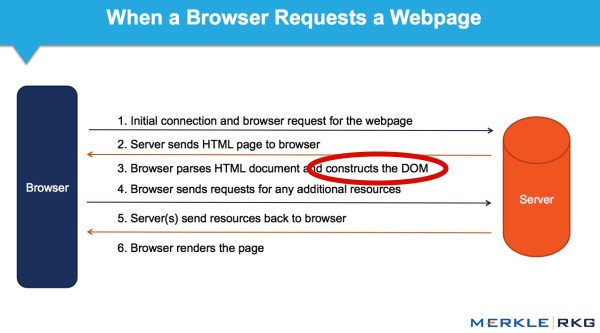 When a Browser Requests a Webpage
1. Initial connection and browser request for the webpage
2. Server sends HTML page to browser
3. Browser parses HTML document and constructs the DOM
Browser
4. Browser sends requests for any additional resources
Server
5. Server(s) send resources back to browser
6. Browser renders the page
MERKLE|RKG